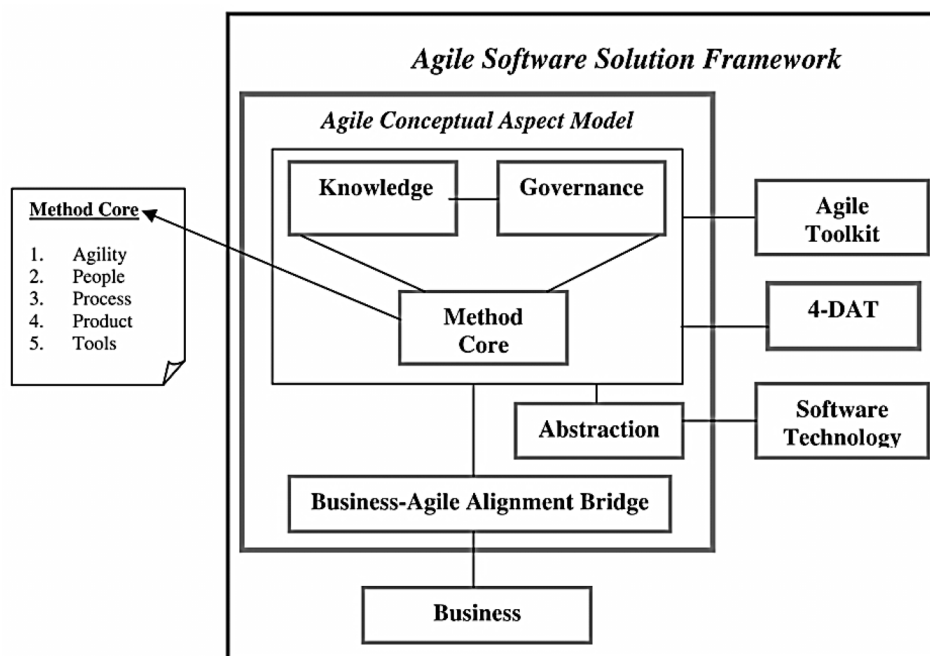 Agile Software Solution Framework
Agile Conceptual Aspect Model
Knowledge
Governance
Method Core
1. Agility
2. People
3. Process
4. Product
5. Tools
Agile
Toolkit
Method
Core
4-DAT
Abstraction
Software
Technology
Business-Agile Alignment Bridge
Business